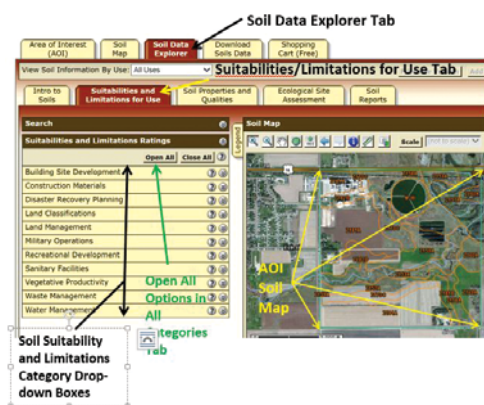 Soil Data Explorer Tab
Area of Interest (AOI)
Soil Map
Soil Data Explorer
Download Soils Data
Shopping Cart (Free)
View Soil Information By Use: All Uses
Suitabilities/Limitations for Use Tab
Intro to Soils
Suitabilities and Limitations for Use
Soil Properties and Qualities
Ecological Site Assessment
Soil Reports
Search
Suitabilities and Limitations Ratings
Open All Close All
Building Site Development
Construction Materials
Disaster Recovery Planning
Land Classifications
Land Management
Military Operations
Recreational Development
Sanitary Facilities
Vegetative Productivity
Waste Management
Water Management
Open All
Options in
All
Categories
Tab
Soil Suitability
and Limitations
Category Drop-
down Boxes
Legend
Soil Map
Scale (not to scale)
AOI
Soil
Map